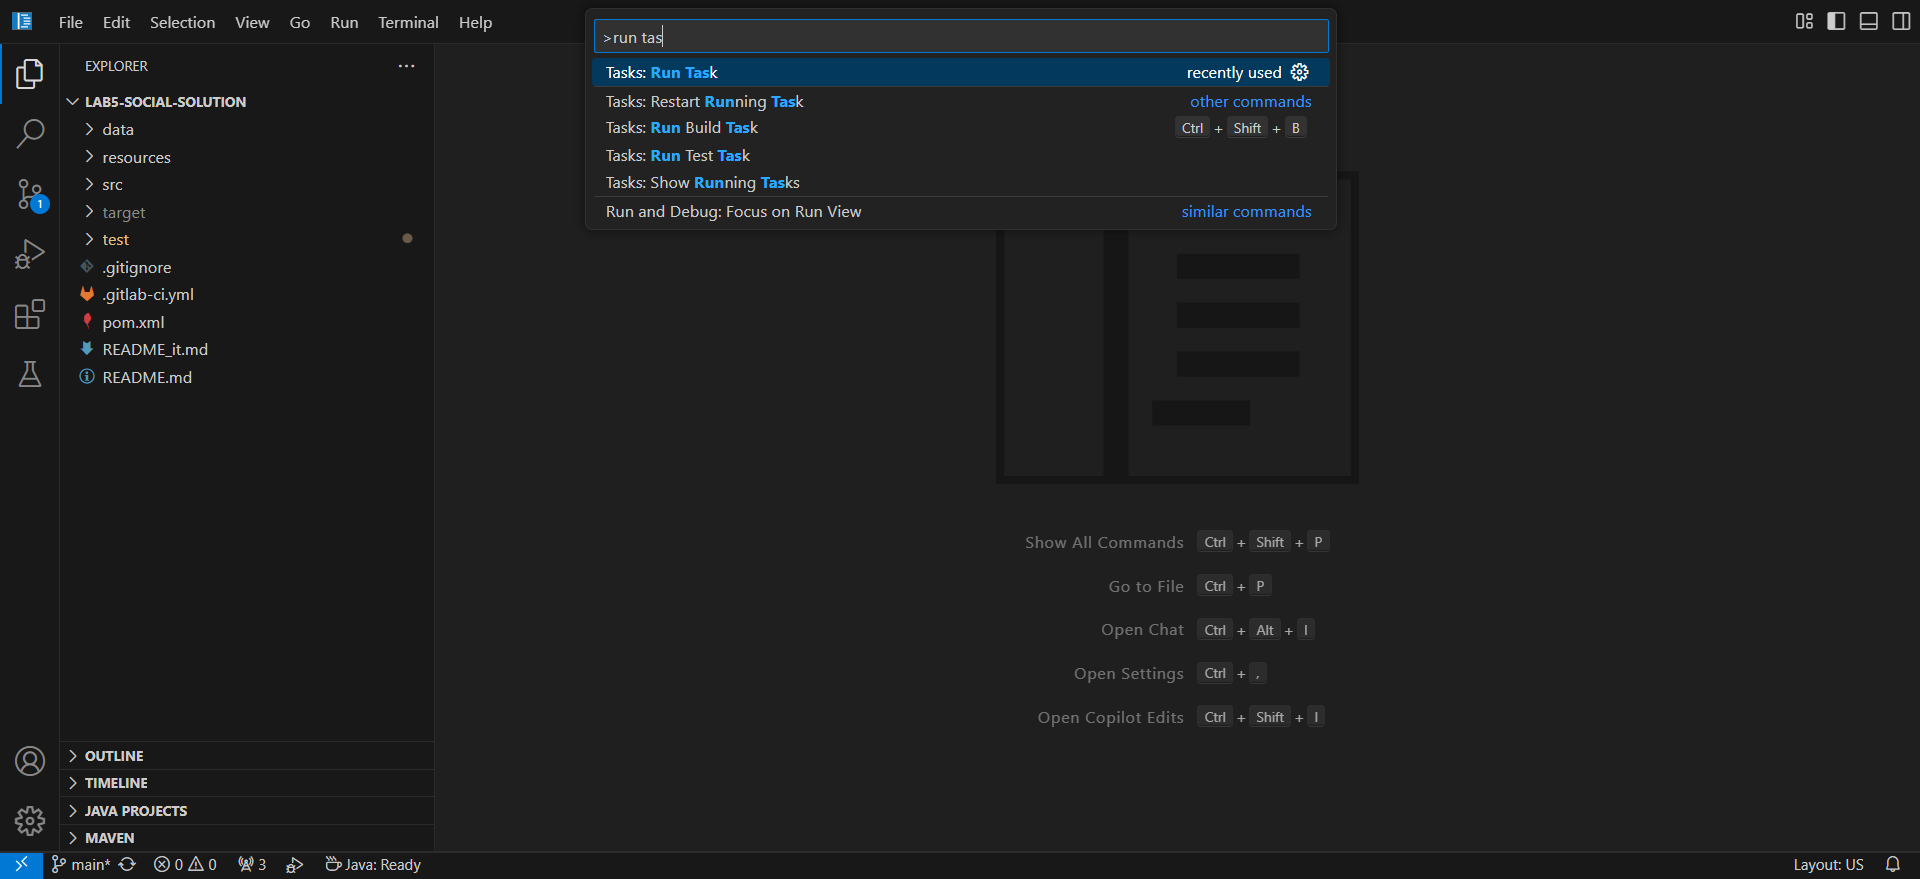 File Edit Selection View Go Run Terminal Help
>run tas
Tasks: Run Task recently used
Tasks: Restart Running Task other commands
Tasks: Run Build Task Ctrl + Shift + B
Tasks: Run Test Task
Tasks: Show Running Tasks
Run and Debug: Focus on Run View similar commands
EXPLORER
LAB5-SOCIAL-SOLUTION
data
resources
src
target
test
.gitignore
.gitlab-ci.yml
pom.xml
README_it.md
README.md
1
Show All Commands Ctrl + Shift + P
Go to File Ctrl + P
Open Chat Ctrl + Alt + I
Open Settings Ctrl + ,
Open Copilot Edits Ctrl + Shift + I
OUTLINE
TIMELINE
JAVA PROJECTS
MAVEN
main* 0 0 3 Java: Ready Layout: US